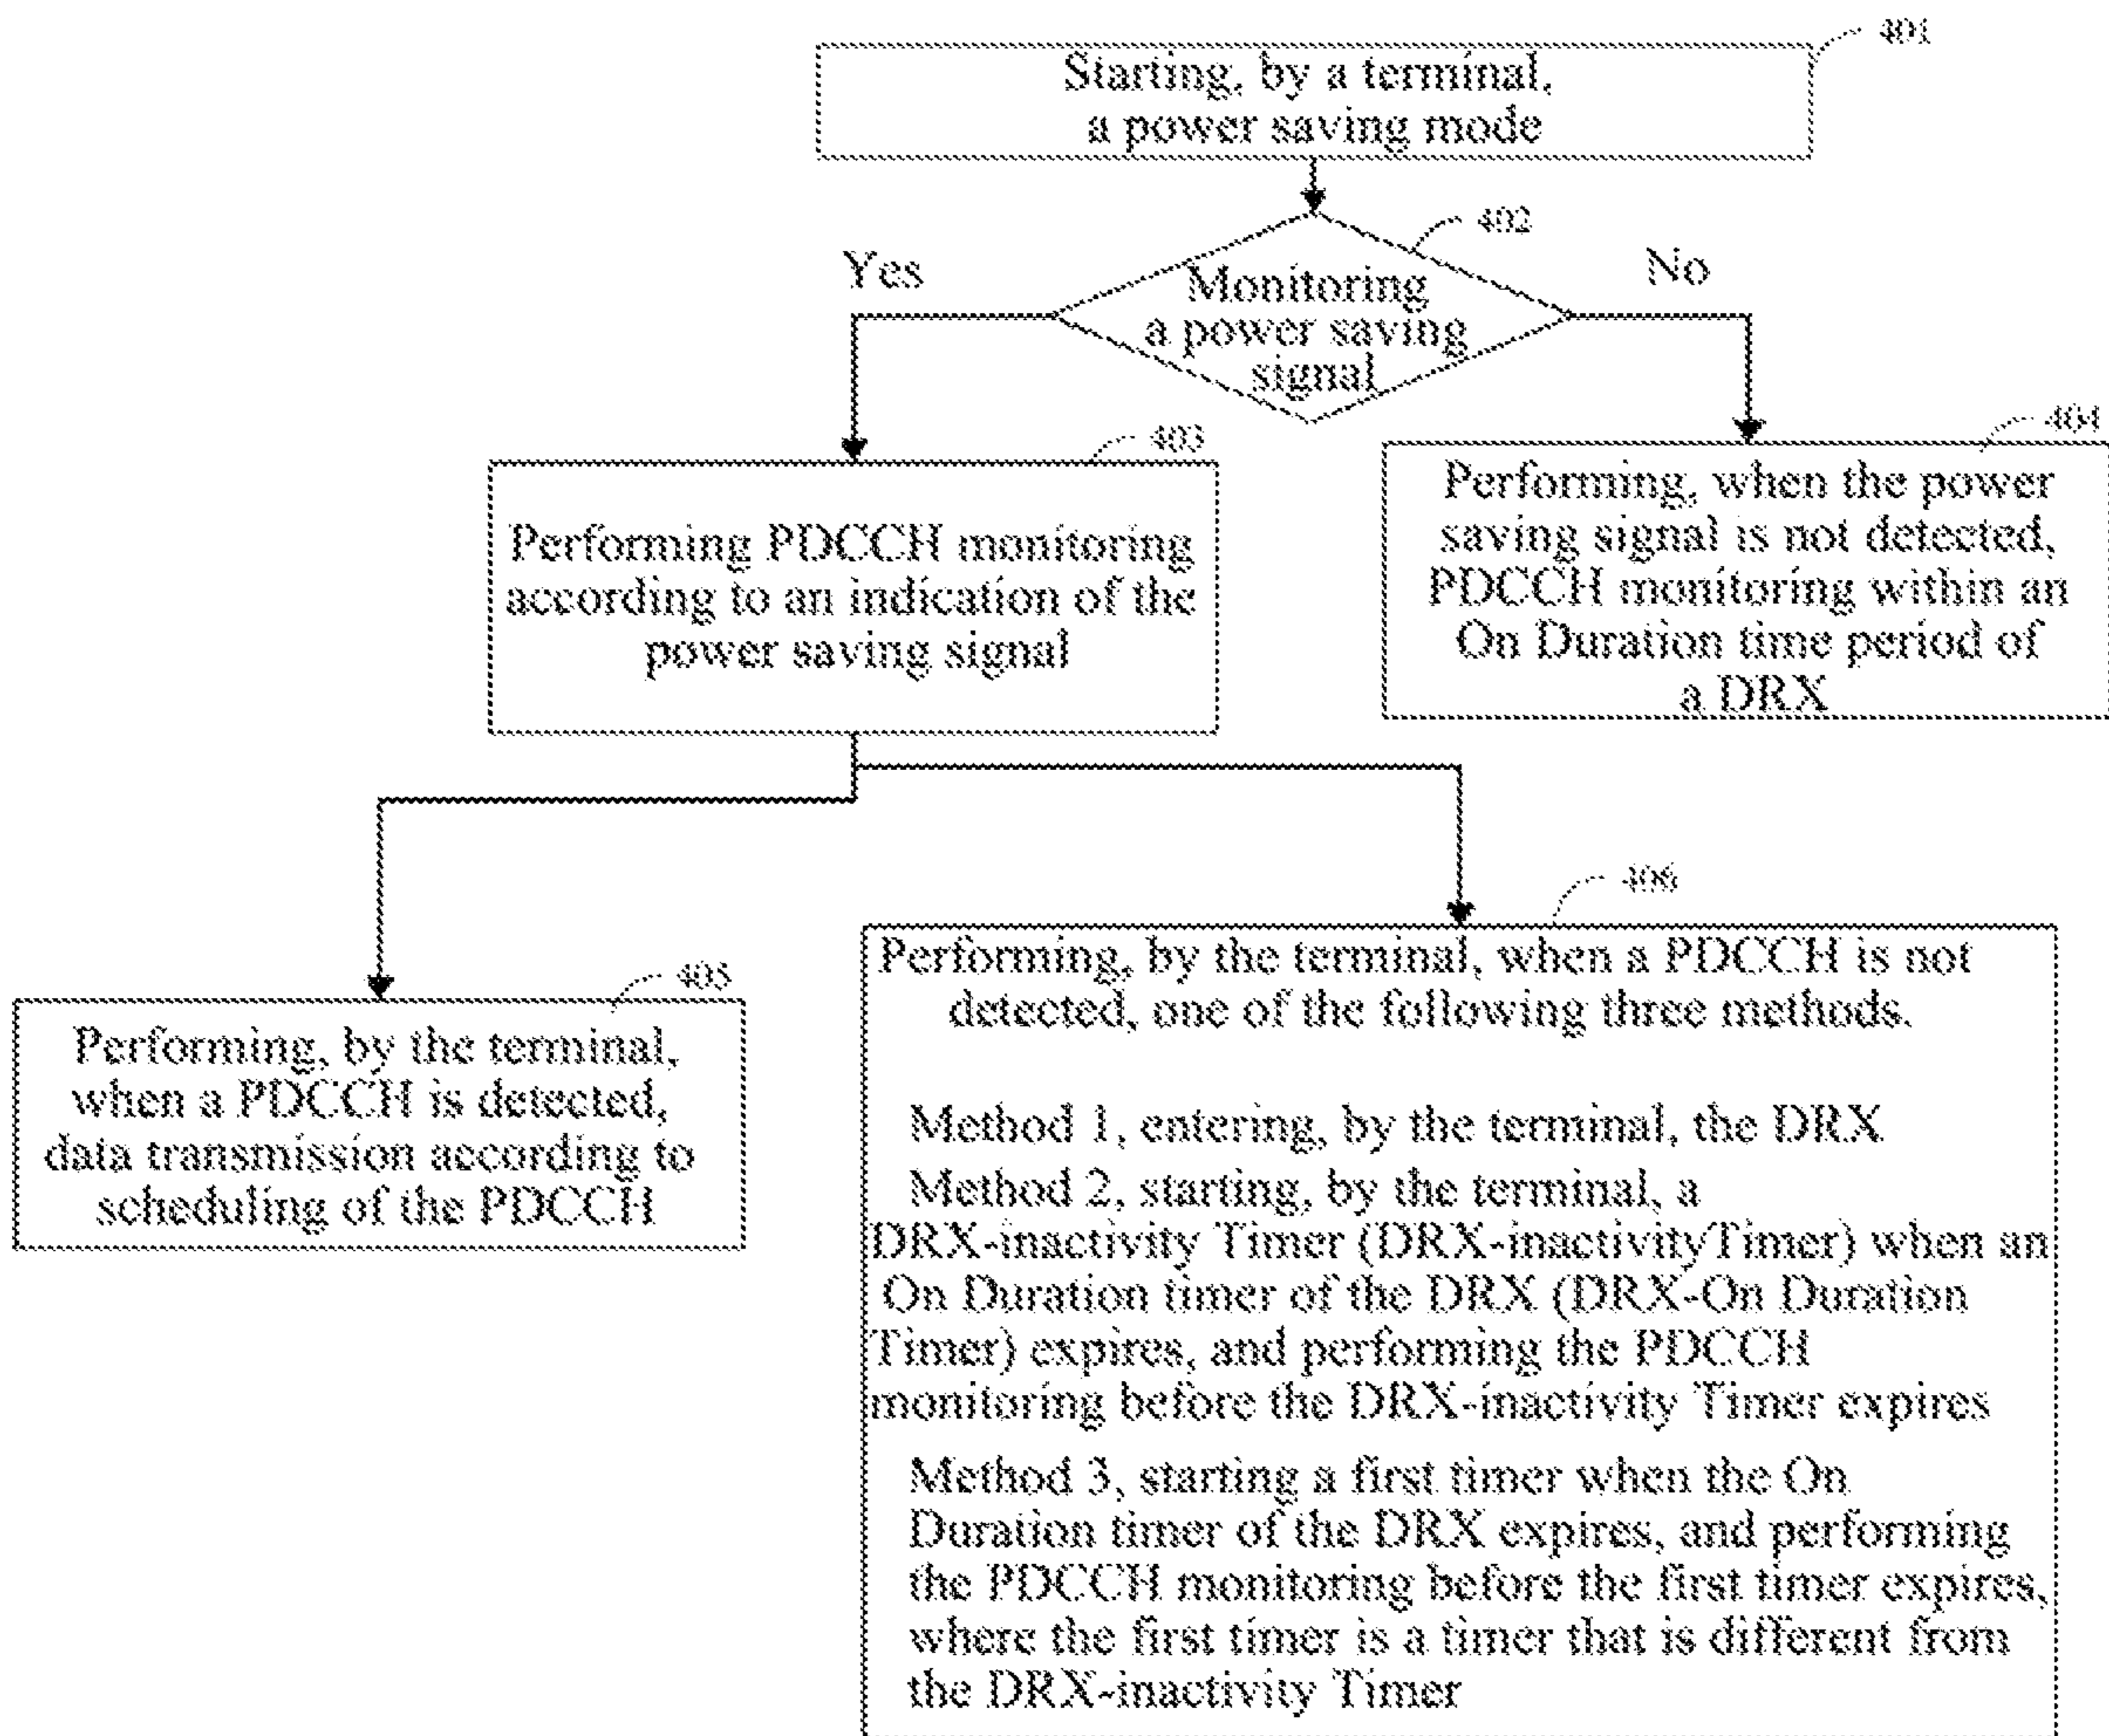 401
Starting, by a terminal,
a power saving mode
402
Yes
No
Monitoring
a power saving
signal
403
404
Performing PDCCH monitoring
according to an indication of the
power saving signal
Performing, when the power
saving signal is not detected,
PDCCH monitoring within an
On Duration time period of
a DRX
405
Performing, by the terminal,
when a PDCCH is detected,
data transmission according to
scheduling of the PDCCH
406
Performing, by the terminal, when a PDCCH is not
detected, one of the following three methods.
Method 1, entering, by the terminal, the DRX
Method 2, starting, by the terminal, a
DRX-inactivity Timer (DRX-inactivityTimer) when an
On Duration timer of the DRX (DRX-On Duration
Timer) expires, and performing the PDCCH
monitoring before the DRX-inactivity Timer expires
Method 3, starting a first timer when the On
Duration timer of the DRX expires, and performing
the PDCCH monitoring before the first timer expires,
where the first timer is a timer that is different from
the DRX-inactivity Timer